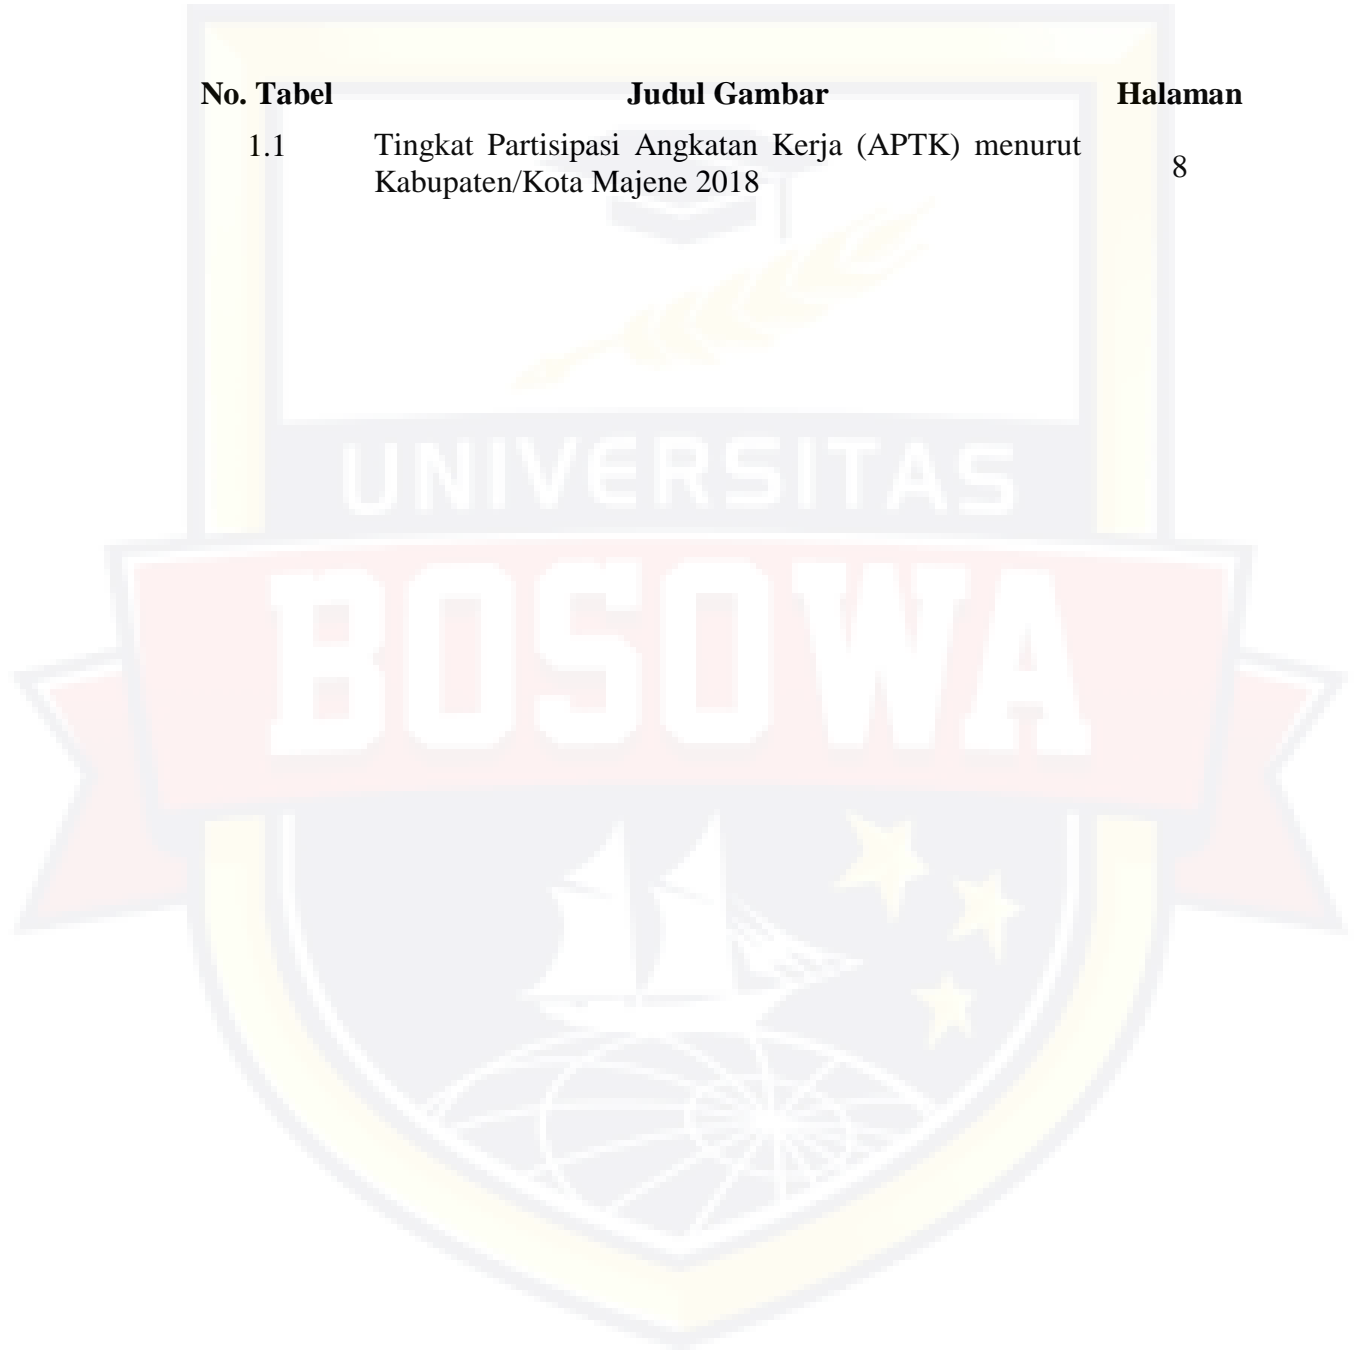 No. Tabel Judul Gambar Halaman
1.1 Tingkat Partisipasi Angkatan Kerja (APTK) menurut
Kabupaten/Kota Majene 2018 8
UNIVERSITAS
BOSOWA